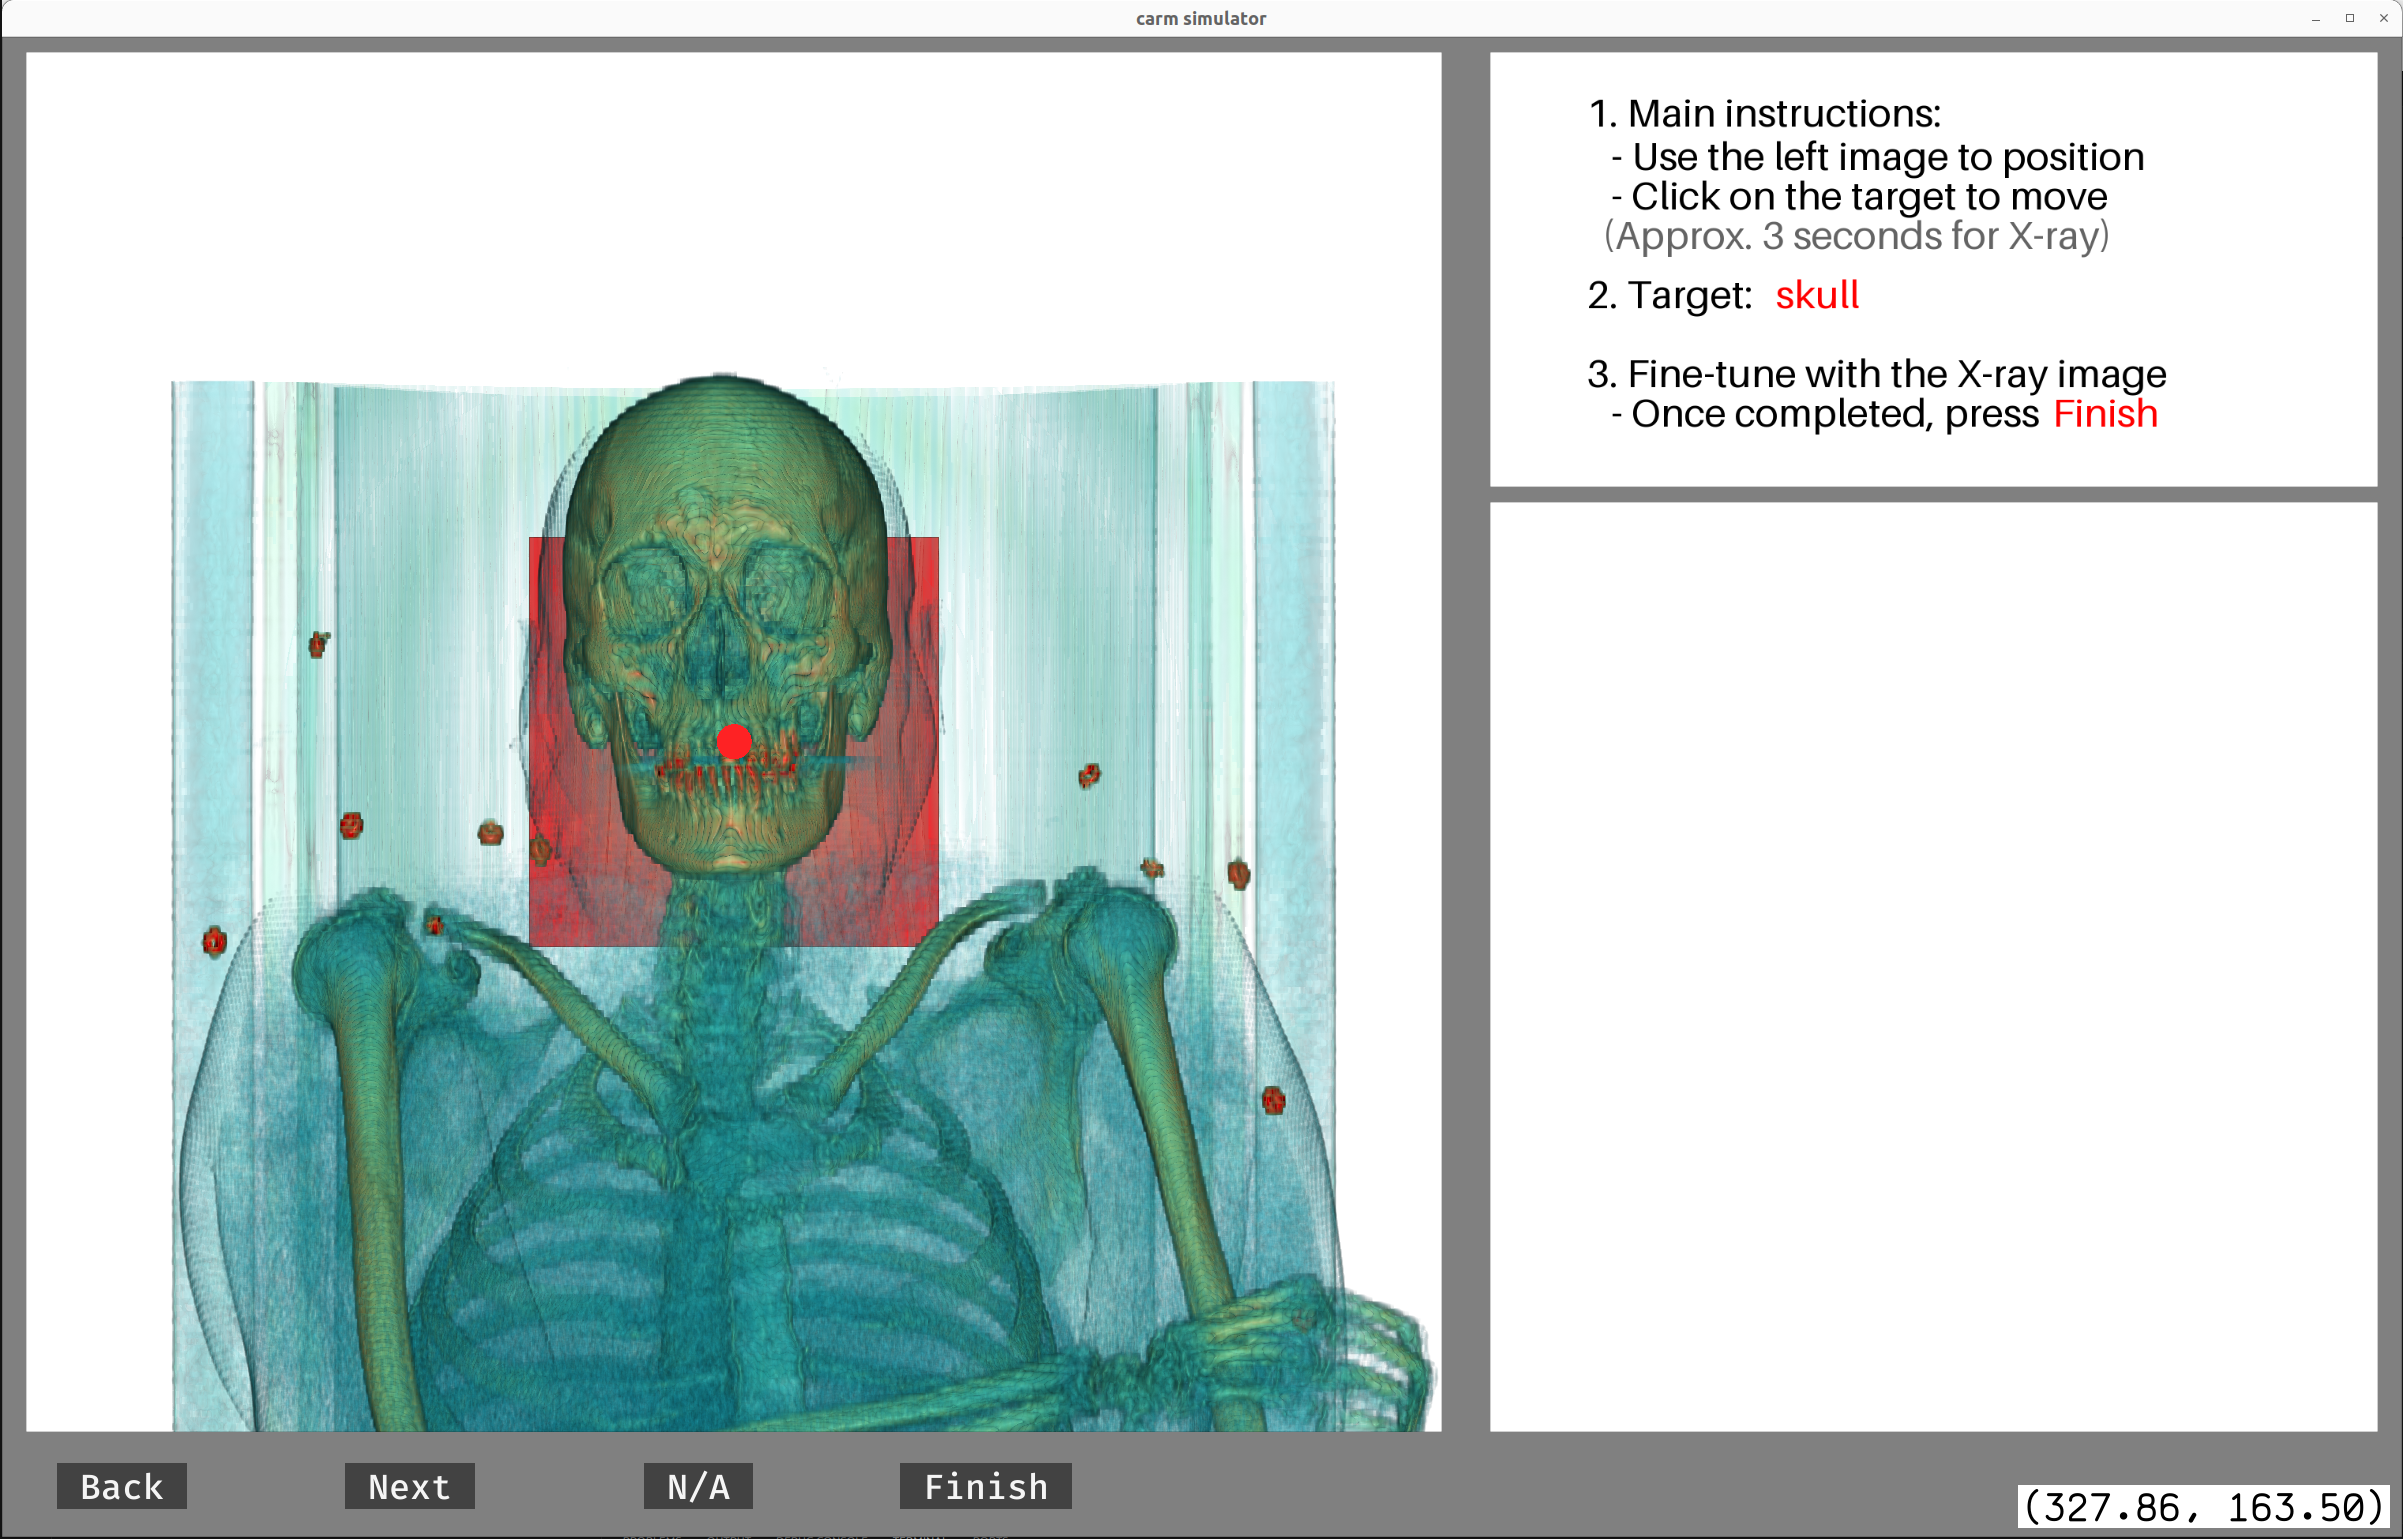 carm simulator
1. Main instructions:
- Use the left image to position
- Click on the target to move
(Approx. 3 seconds for X-ray)
2. Target: skull
3. Fine-tune with the X-ray image
- Once completed, press Finish
Back Next N/A Finish
(327.86, 163.50)